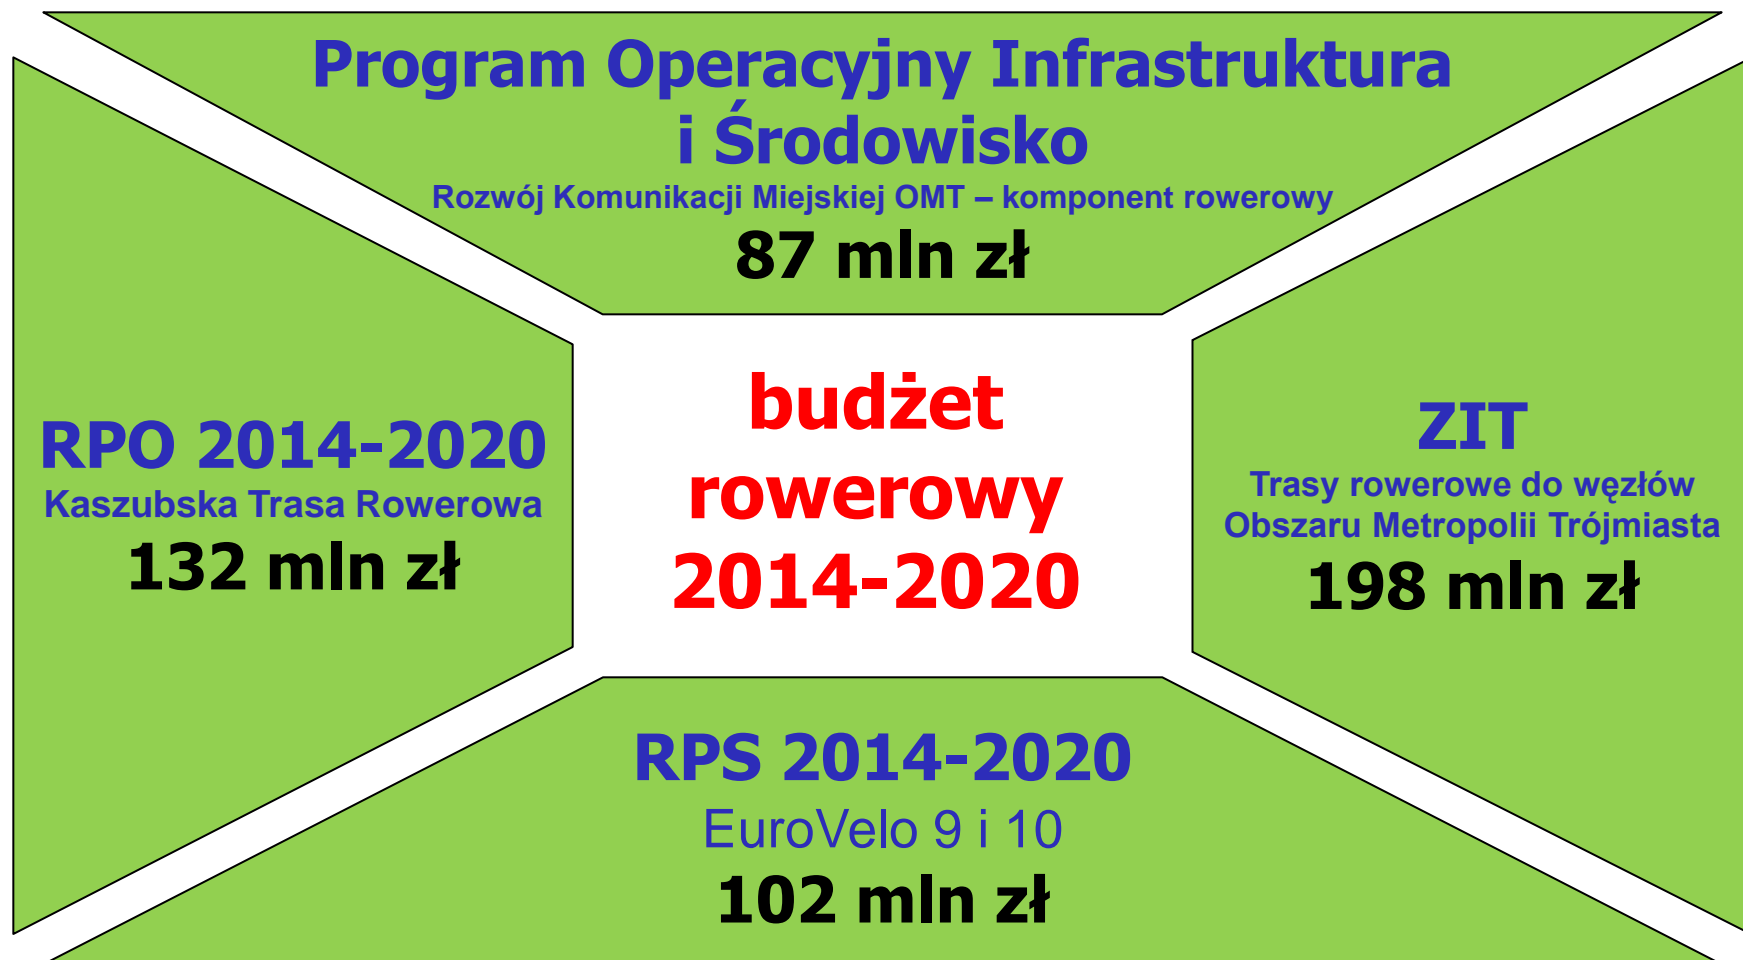 Program Operacyjny Infrastruktura
i Środowisko
Rozwój Komunikacji Miejskiej OMT – komponent rowerowy
87 mln zł
RPO 2014-2020
Kaszubska Trasa Rowerowa
132 mln zł
budżet
rowerowy
2014-2020
ZIT
Trasy rowerowe do węzłów
Obszaru Metropolii Trójmiasta
198 mln zł
RPS 2014-2020
EuroVelo 9 i 10
102 mln zł